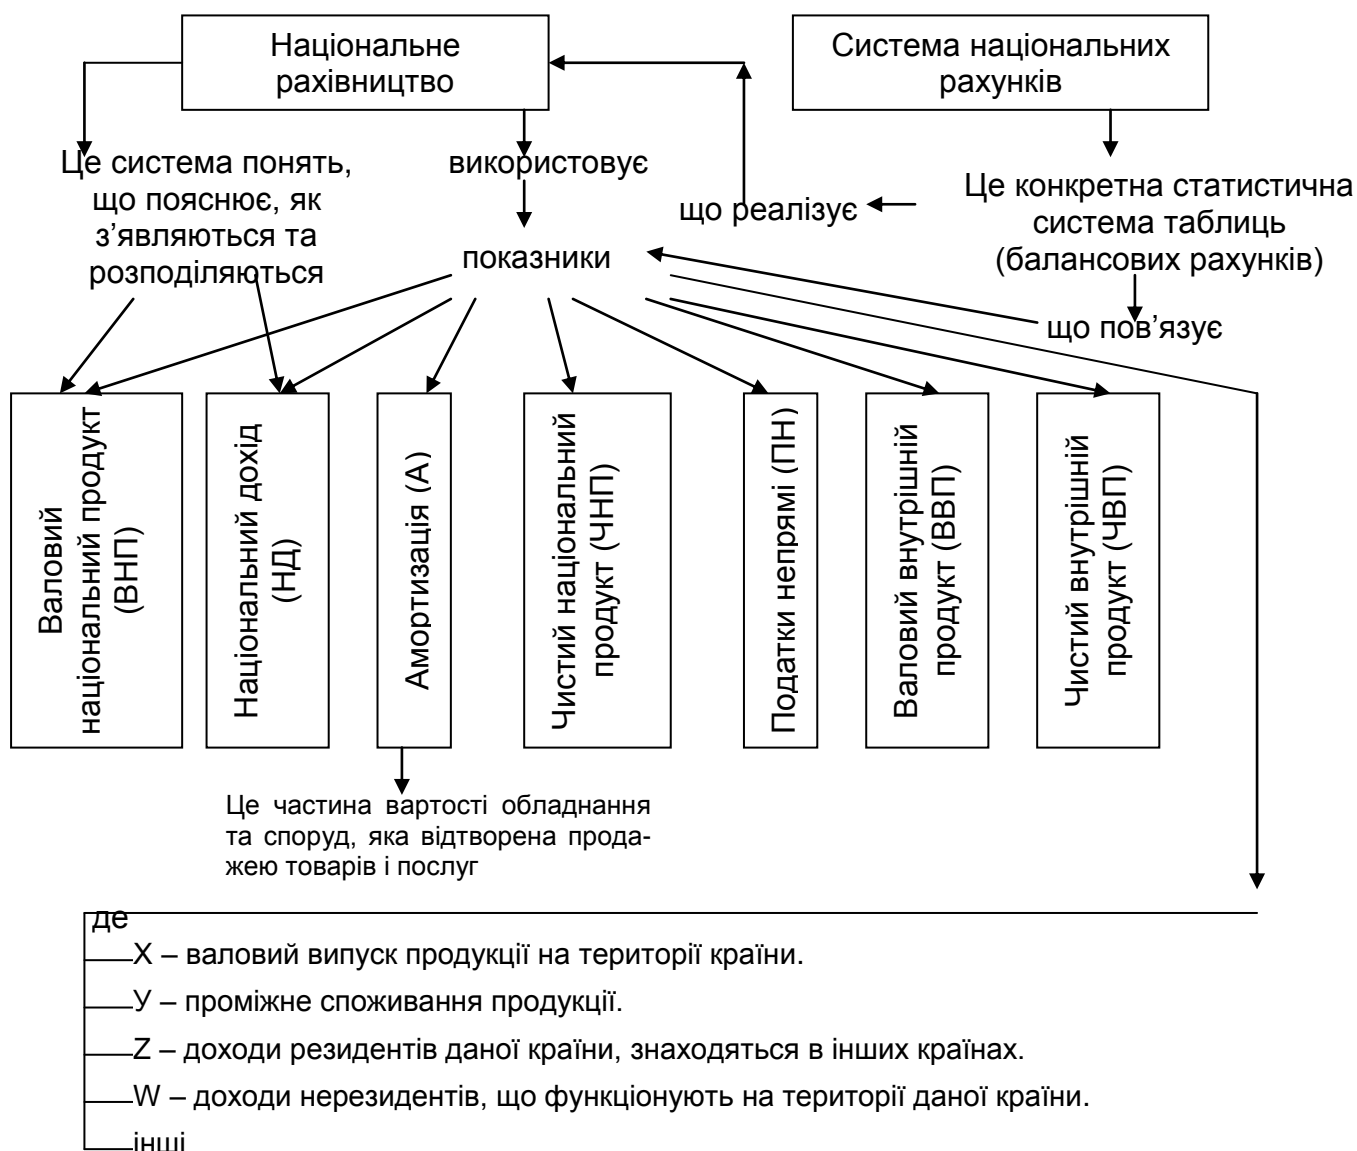 Національне
рахівництво
Система національних
рахунків
Це система понять,
що пояснює, як
з’являються та
розподіляються
використовує
показники
що реалізує
Це конкретна статистична
система таблиць
(балансових рахунків)
що пов’язує
Валовий
національний продукт
(ВНП)
Національний дохід
(НД)
Амортизація (А)
Чистий національний
продукт (ЧНП)
Податки непрямі (ПН)
Валовий внутрішній
продукт (ВВП)
Чистий внутрішній
продукт (ЧВП)
Це частина вартості обладнання
та споруд, яка відтворена прода-
жею товарів і послуг
де
Х – валовий випуск продукції на території країни.
У – проміжне споживання продукції.
Z – доходи резидентів даної країни, знаходяться в інших країнах.
W – доходи нерезидентів, що функціонують на території даної країни.
інші